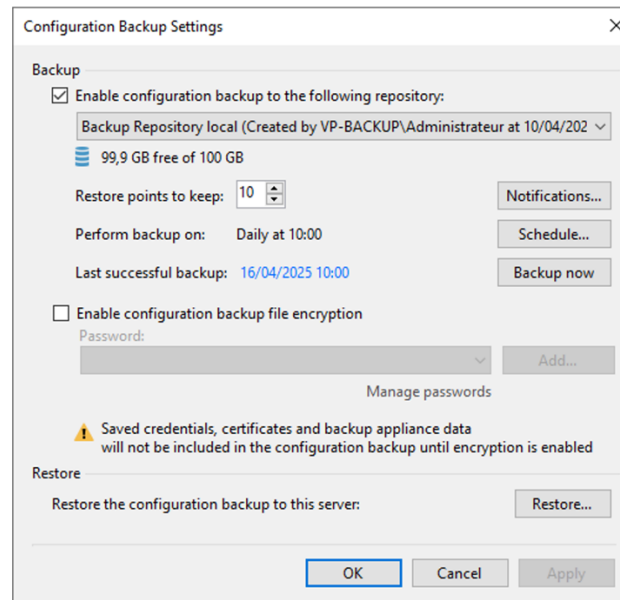 Configuration Backup Settings
Backup
Enable configuration backup to the following repository:
Backup Repository local (Created by VP-BACKUP\Administrateur at 10/04/202
99,9 GB free of 100 GB
Restore points to keep: 10 Notifications...
Perform backup on: Daily at 10:00 Schedule...
Last successful backup: 16/04/2025 10:00 Backup now
Enable configuration backup file encryption
Password:
Add...
Manage passwords
Saved credentials, certificates and backup appliance data
will not be included in the configuration backup until encryption is enabled
Restore
Restore the configuration backup to this server: Restore...
OK Cancel Apply